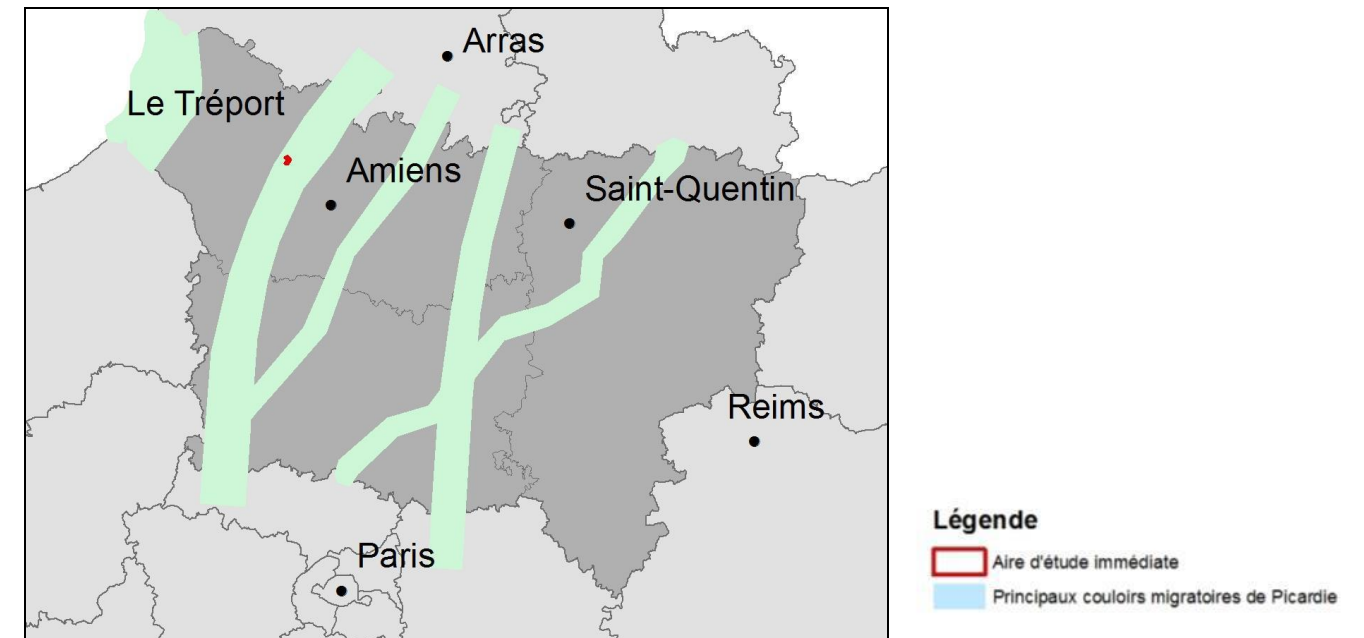 Arras
Le Tréport
Amiens
Saint-Quentin
Reims
Paris
Légende
Aire d'étude immédiate
Principaux couloirs migratoires de Picardie